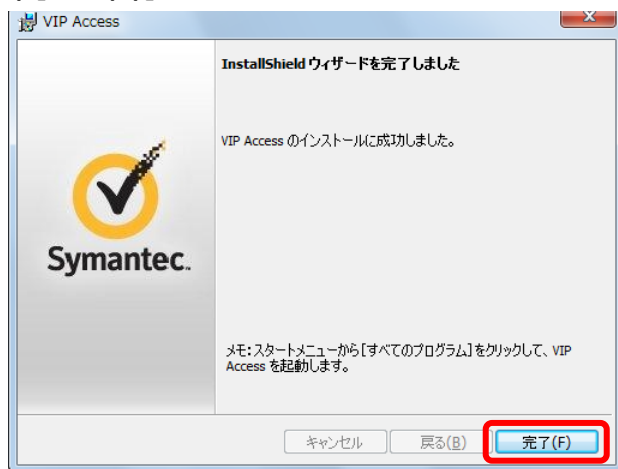 VIP Access
InstallShield ウィザードを完了しました
VIP Access のインストールに成功しました。
Symantec.
メモ: スタートメニューから[すべてのプログラム]をクリックして、VIP
Access を起動します。
キャンセル 戻る(B) 完了(F)